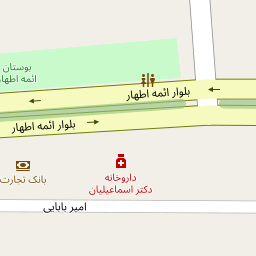 بوستان
ائمه اطهار
بلوار ائمه اطهار
بلوار ائمه اطهار
داروخانه
دکتر اسماعیلیان
بانک تجارت
امیر بابایی